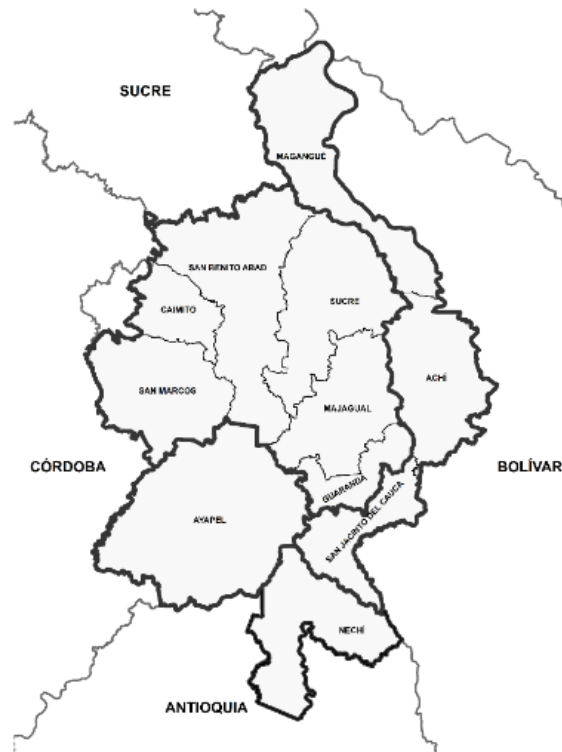 SUCRE
MAGANGUÉ
SAN BENITO ABAD
CAIMITO
SUCRE
ACHÍ
SAN MARCOS
MAJAGUAL
CÓRDOBA
BOLÍVAR
GUARANDA
SAN JACINTO DEL CAUCA
AYAPEL
NECHÍ
ANTIOQUIA